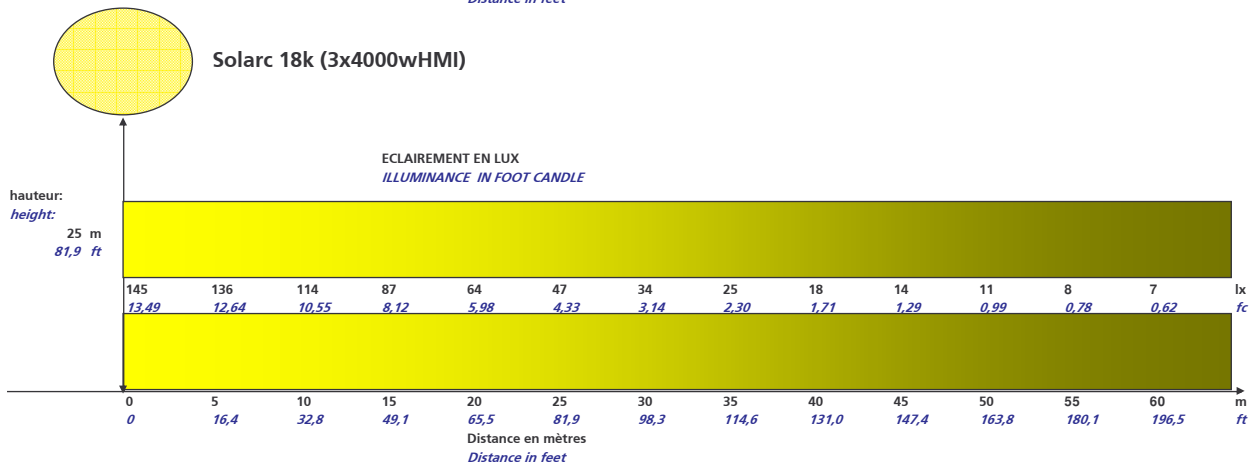 Distance in feet
Solarc 18k (3x4000wHMI)
ECLAIREMENT EN LUX
ILLUMINANCE IN FOOT CANDLE
hauteur:
height:
25 m
81,9 ft
145 136 114 87 64 47 34 25 18 14 11 8 7 lx
13,49 12,64 10,55 8,12 5,98 4,33 3,14 2,30 1,71 1,29 0,99 0,78 0,62 fc
0 5 10 15 20 25 30 35 40 45 50 55 60 m
0 16,4 32,8 49,1 65,5 81,9 98,3 114,6 131,0 147,4 163,8 180,1 196,5 ft
Distance en mètres
Distance in feet